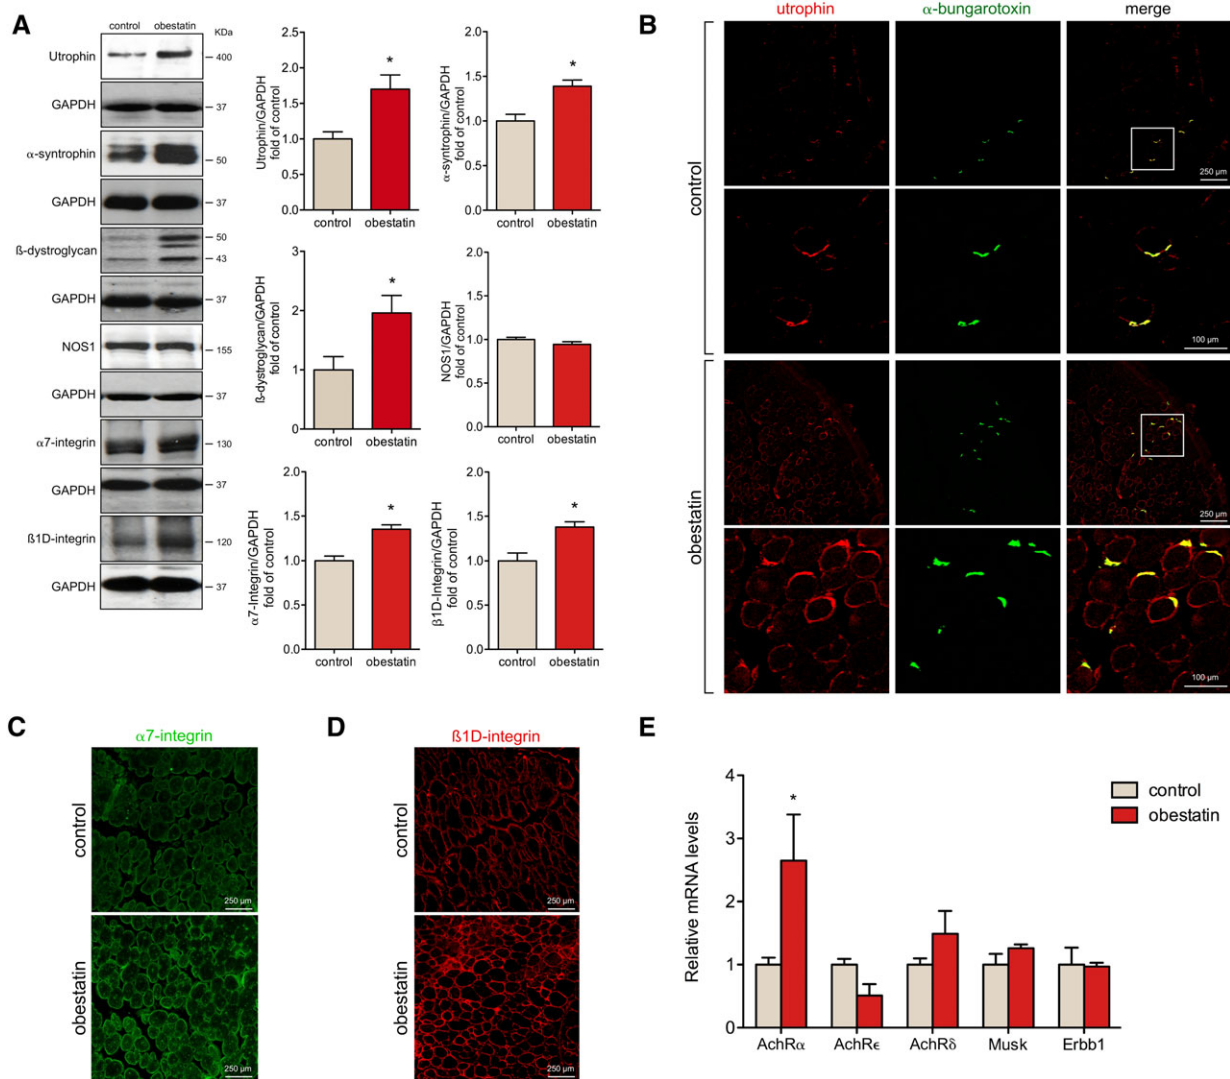 A
control obestatin KDa
Utrophin 400
GAPDH 37
α-syntrophin 50
GAPDH 37
ß-dystroglycan 50
43
GAPDH 37
NOS1 155
GAPDH 37
α7-integrin 130
GAPDH 37
ß1D-integrin 120
GAPDH 37
Utrophin/GAPDH
fold of control
2.5
2.0
1.5
1.0
0.5
0.0
*
control obestatin
α-syntrophin/GAPDH
fold of control
2.0
1.5
1.0
0.5
0.0
*
control obestatin
ß-dystroglycan/GAPDH
fold of control
3
2
1
0
*
control obestatin
NOS1/GAPDH
fold of control
2.0
1.5
1.0
0.5
0.0
control obestatin
α7-Integrin/GAPDH
fold of control
2.0
1.5
1.0
0.5
0.0
*
control obestatin
β1D-Integrin/GAPDH
fold of control
2.0
1.5
1.0
0.5
0.0
*
control obestatin
B
utrophin α-bungarotoxin merge
control
250 µm
100 µm
obestatin
250 µm
100 µm
C
α7-integrin
control
250 µm
obestatin
250 µm
D
ß1D-integrin
control
250 µm
obestatin
250 µm
E
Relative mRNA levels
4
3
2
1
0
*
control
obestatin
AchRα AchRϵ AchRδ Musk Erbb1